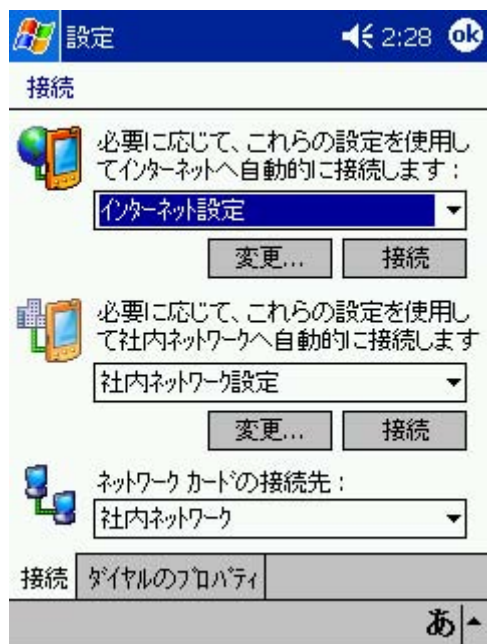 設定 2:28 ok
接続
必要に応じて、これらの設定を使用し
てインターネットへ自動的に接続します：
インターネット設定
変更... 接続
必要に応じて、これらの設定を使用し
て社内ネットワークへ自動的に接続します
社内ネットワーク設定
変更... 接続
ネットワーク カードの接続先：
社内ネットワーク
接続 ダイヤルのプロパティ
あ